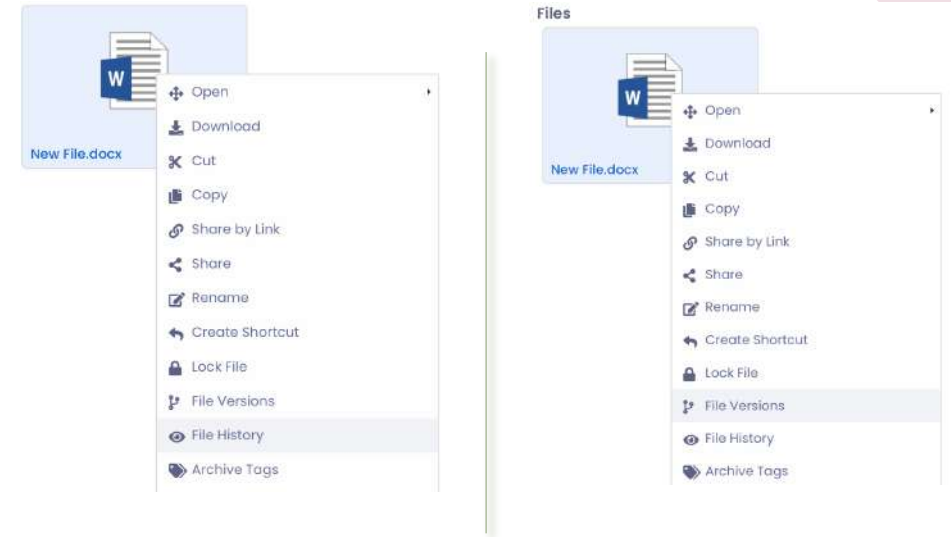 W
New File.docx
Open
Download
Cut
Copy
Share by Link
Share
Rename
Create Shortcut
Lock File
File Versions
File History
Archive Tags
Files
W
New File.docx
Open
Download
Cut
Copy
Share by Link
Share
Rename
Create Shortcut
Lock File
File Versions
File History
Archive Tags